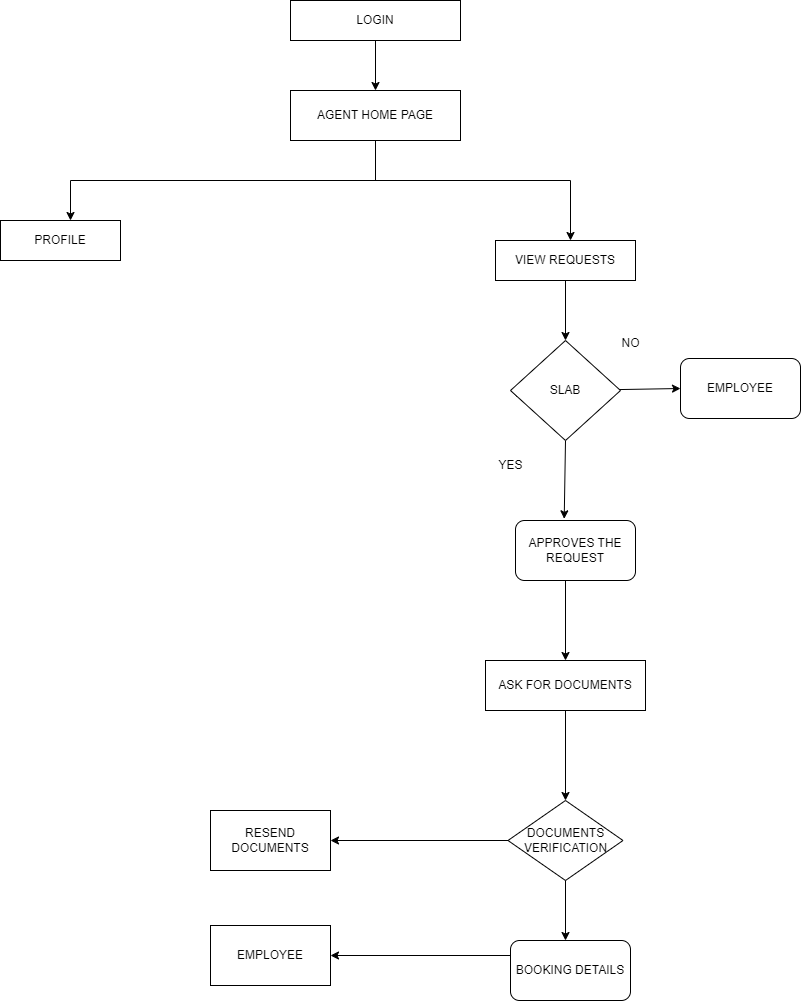 LOGIN
AGENT HOME PAGE
PROFILE
VIEW REQUESTS
NO
SLAB
EMPLOYEE
YES
APPROVES THE
REQUEST
ASK FOR DOCUMENTS
RESEND
DOCUMENTS
DOCUMENTS
VERIFICATION
EMPLOYEE
BOOKING DETAILS